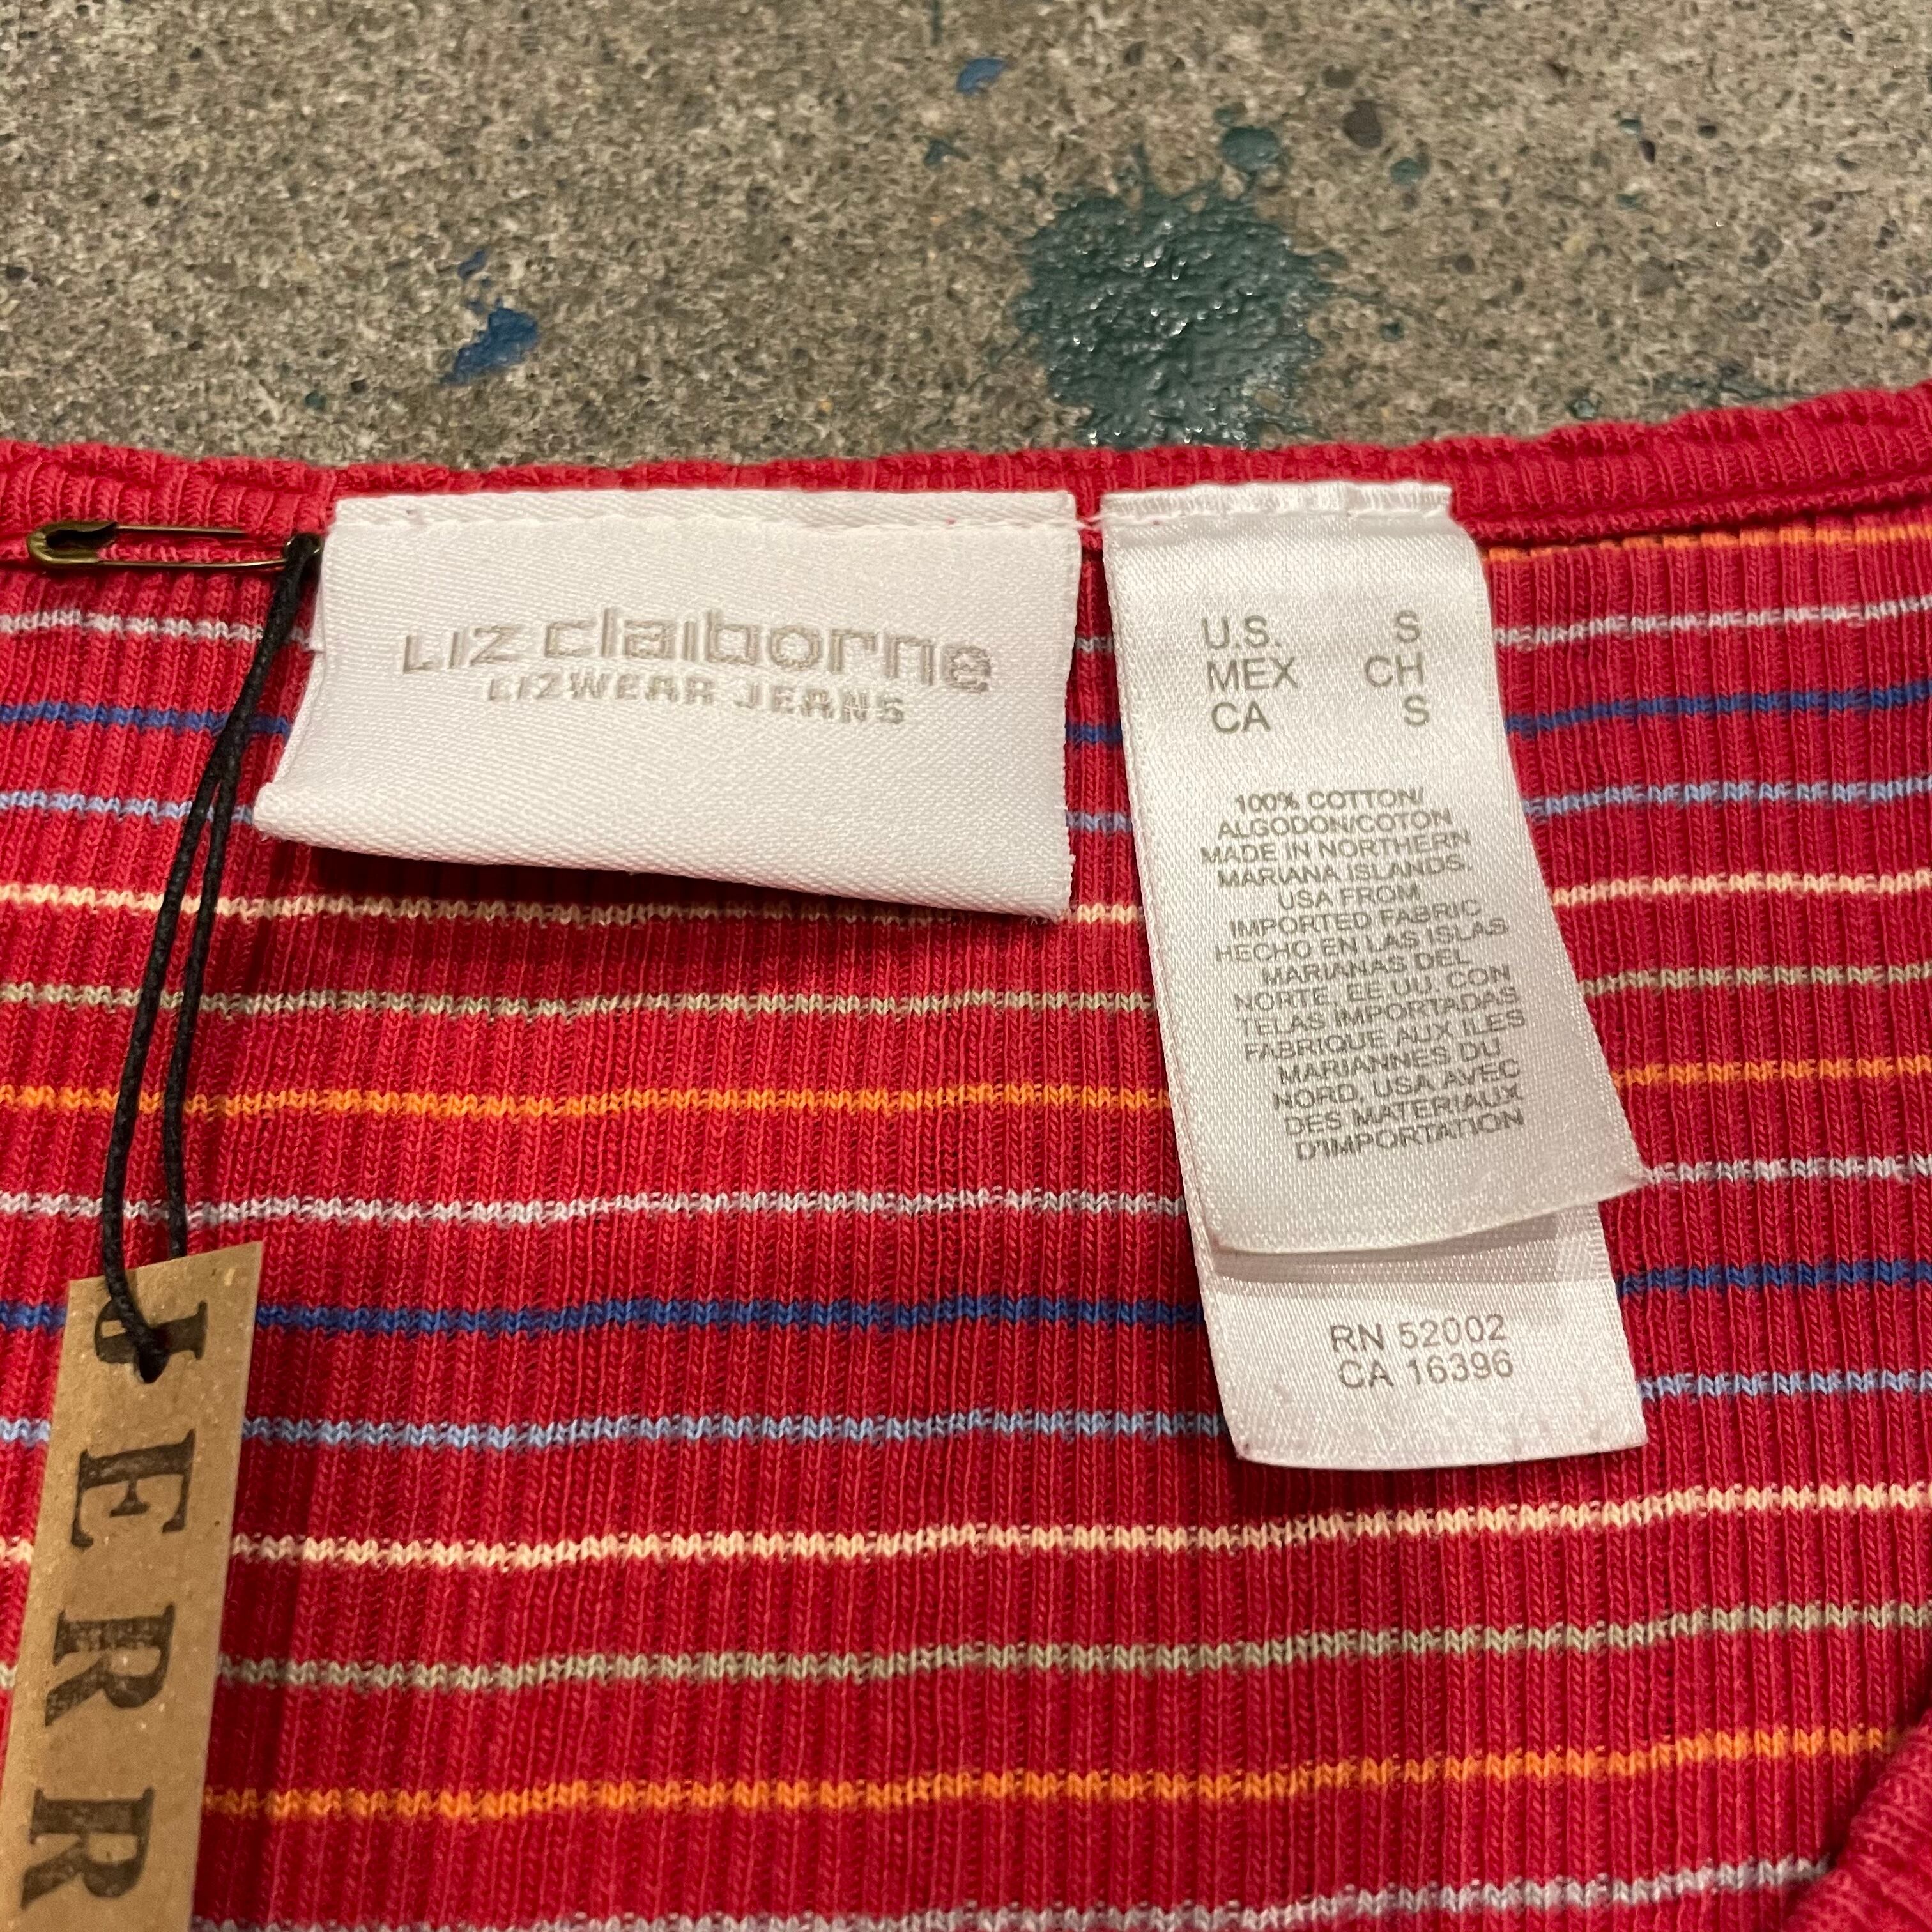 Liz claiborne
LIZWEAR JEANS
U.S. S
MEX CH
CA S
100% COTTON/
ALGODON/COTON
MADE IN NORTHERN
MARIANA ISLANDS.
USA FROM
IMPORTED FABRIC
HECHO EN LAS ISLAS
MARIANAS DEL
NORTE, EE.UU. CON
TELAS IMPORTADAS
FABRIQUE AUX ILES
MARIANNES DU
NORD, USA AVEC
DES MATERIAUX
D'IMPORTATION
RN 52002
CA 16396
JERR